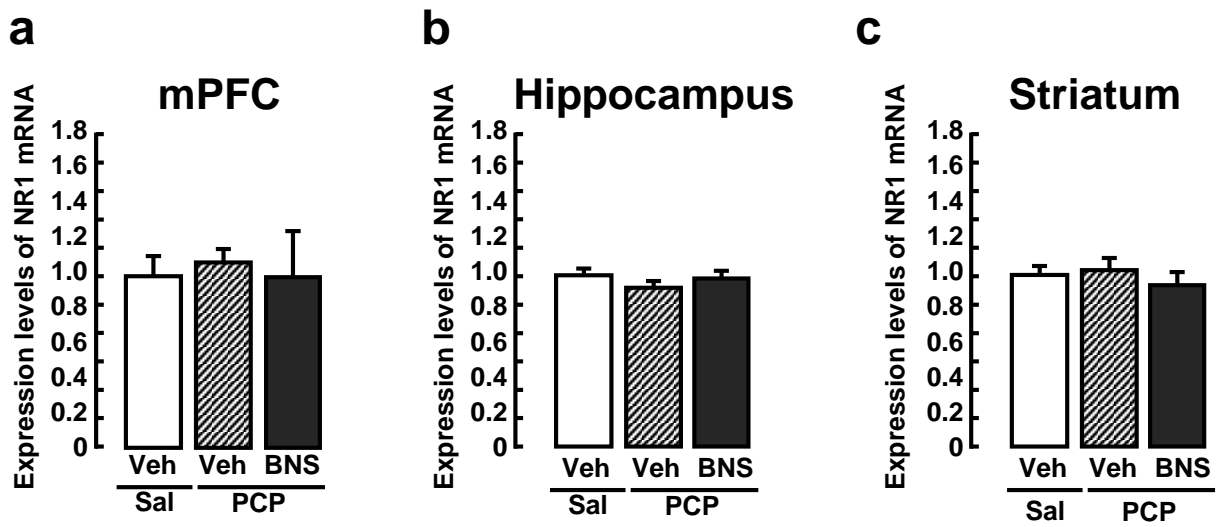 a
mPFC
Expression levels of NR1 mRNA
1.8
1.6
1.4
1.2
1.0
0.8
0.6
0.4
0.2
0
Veh Veh BNS
Sal PCP
b
Hippocampus
Expression levels of NR1 mRNA
1.8
1.6
1.4
1.2
1.0
0.8
0.6
0.4
0.2
0
Veh Veh BNS
Sal PCP
c
Striatum
Expression levels of NR1 mRNA
1.8
1.6
1.4
1.2
1.0
0.8
0.6
0.4
0.2
0
Veh Veh BNS
Sal PCP